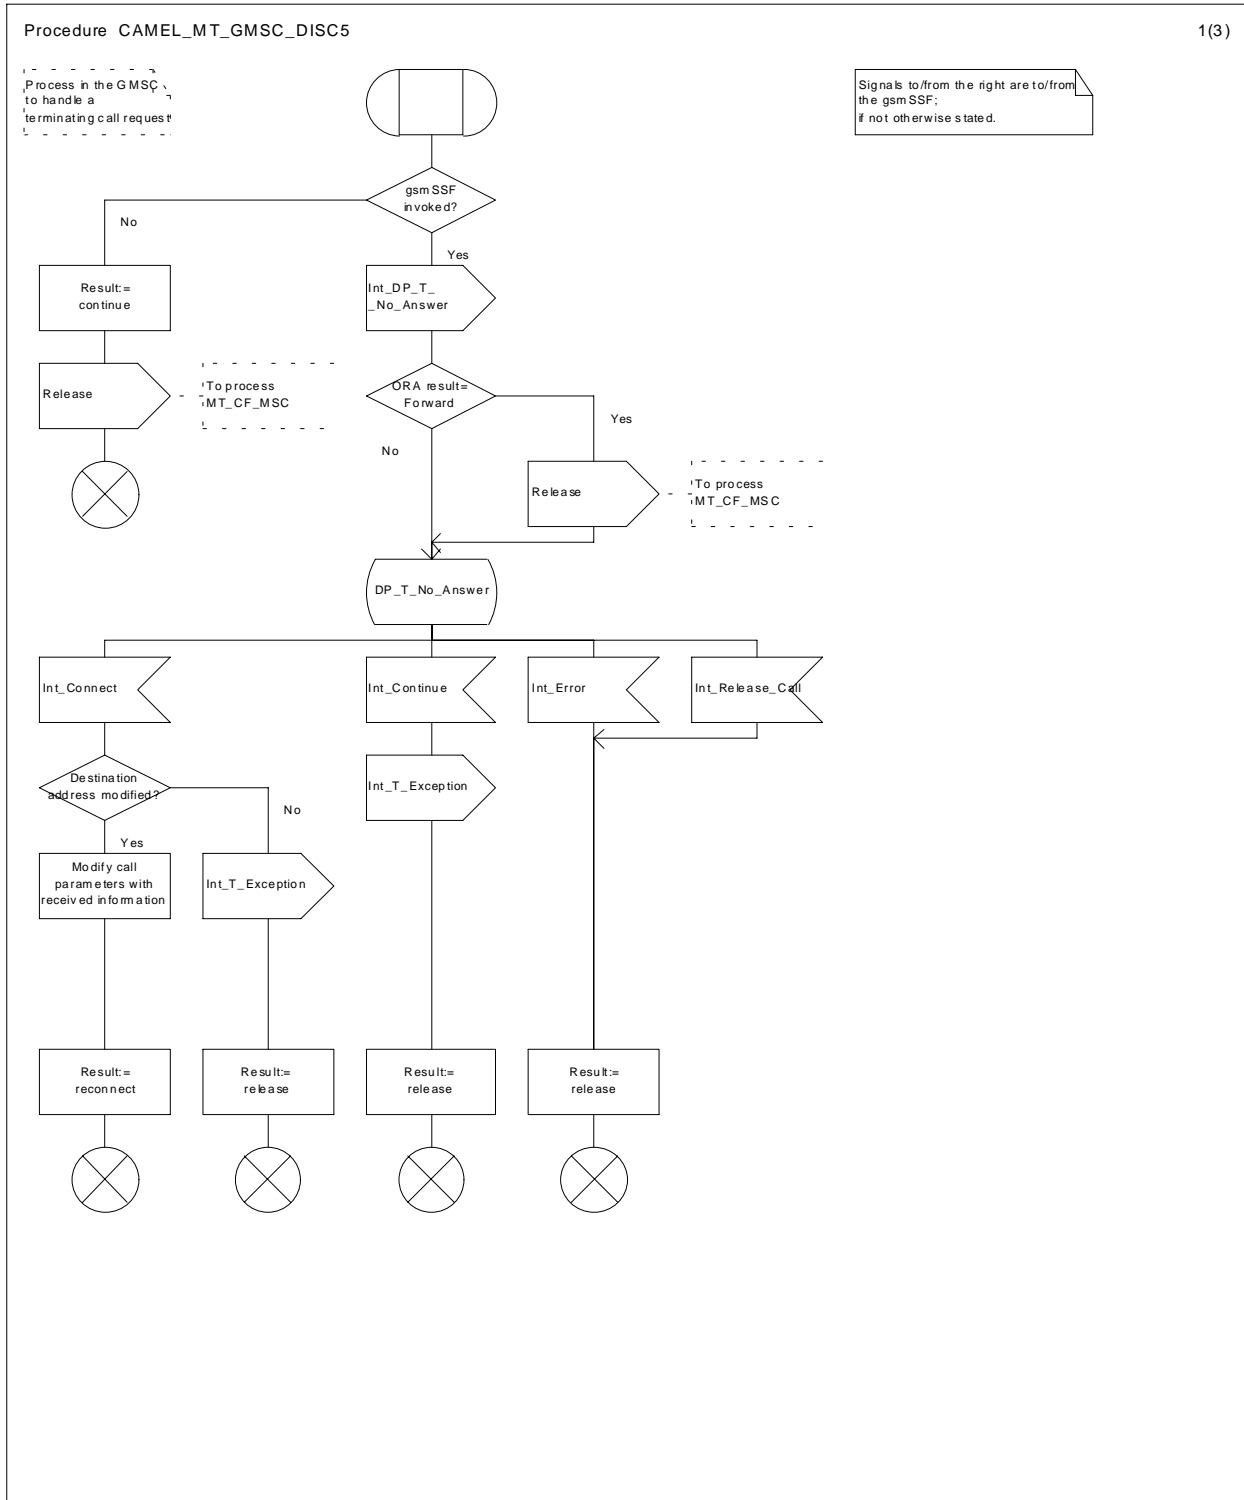 Procedure CAMEL_MT_GMSC_DISC5
1(3)
Process in the GMSC
to handle a
terminating call request
Signals to/from the right are to/from
the gsmSSF;
if not otherwise stated.
gsmSSF
invoked?
No
Yes
Result:=
continue
Int_DP_T_
_No_Answer
Release
To process
MT_CF_MSC
ORA result=
Forward
Yes
No
Release
To process
MT_CF_MSC
DP_T_No_Answer
Int_Connect
Int_Continue
Int_Error
Int_Release_Call
Destination
address modified?
No
Yes
Int_T_Exception
Modify call
parameters with
received information
Int_T_Exception
Result:=
reconnect
Result:=
release
Result:=
release
Result:=
release